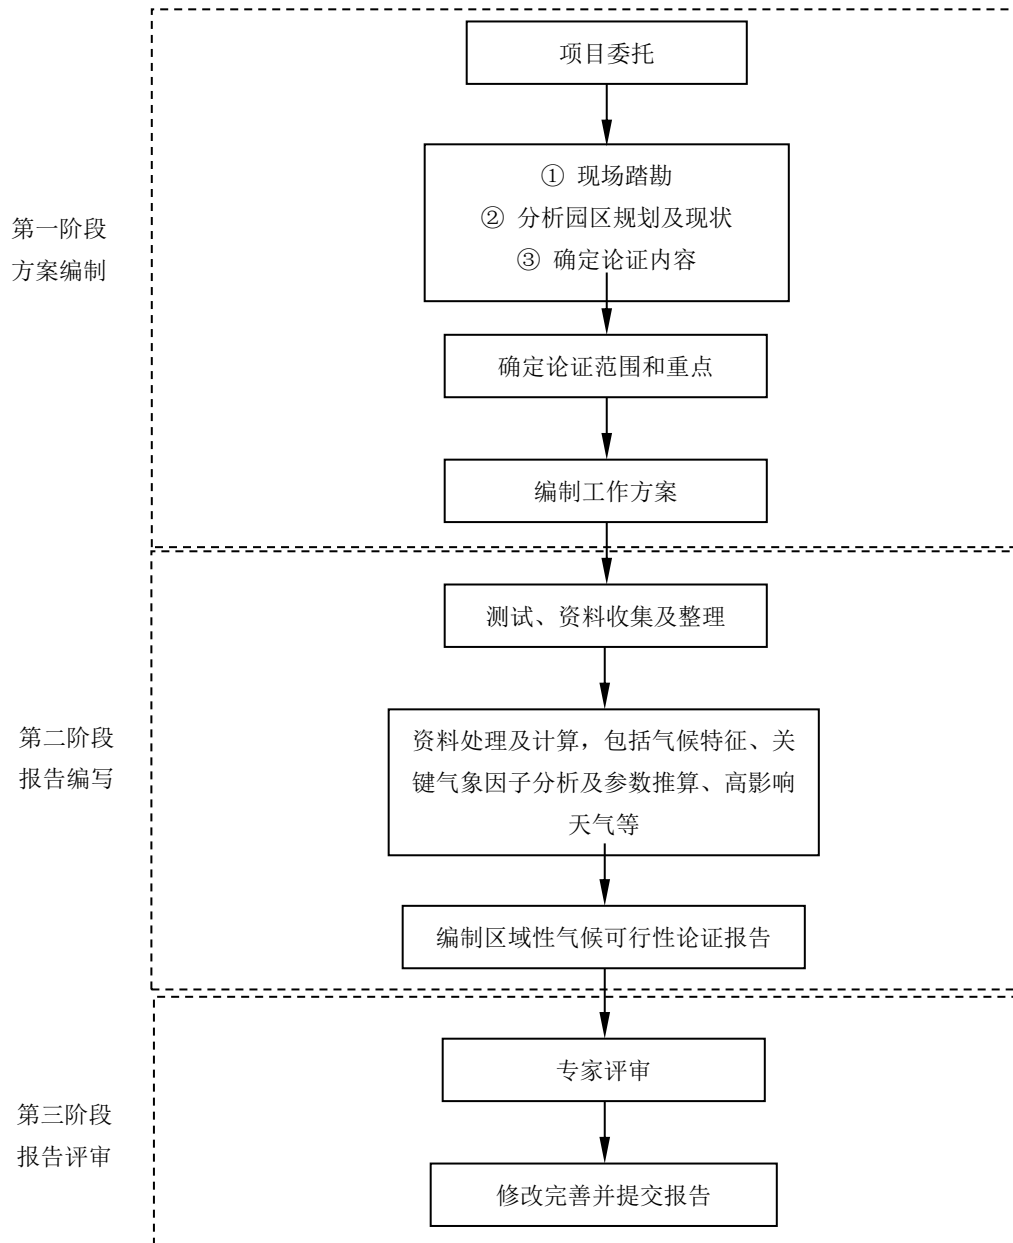 项目委托
① 现场踏勘
② 分析园区规划及现状
③ 确定论证内容
第一阶段
方案编制
确定论证范围和重点
编制工作方案
测试、资料收集及整理
第二阶段
报告编写
资料处理及计算，包括气候特征、关
键气象因子分析及参数推算、高影响
天气等
编制区域性气候可行性论证报告
专家评审
第三阶段
报告评审
修改完善并提交报告